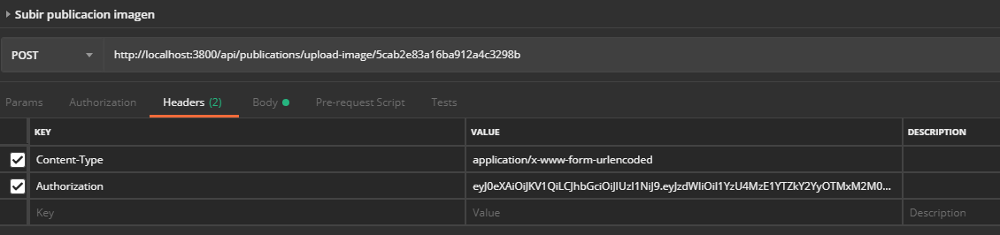 Subir publicacion imagen
POST http://localhost:3800/api/publications/upload-image/5cab2e83a16ba912a4c3298b
Params Authorization Headers (2) Body Pre-request Script Tests
KEY VALUE DESCRIPTION
Content-Type application/x-www-form-urlencoded
Authorization eyJ0eXAiOiJKV1QiLCJhbGciOiJIUzI1NiJ9.eyJzdWIiOiI1YzU4MzE1YTZkY2YyOTMxM2M0...
Key Value Description